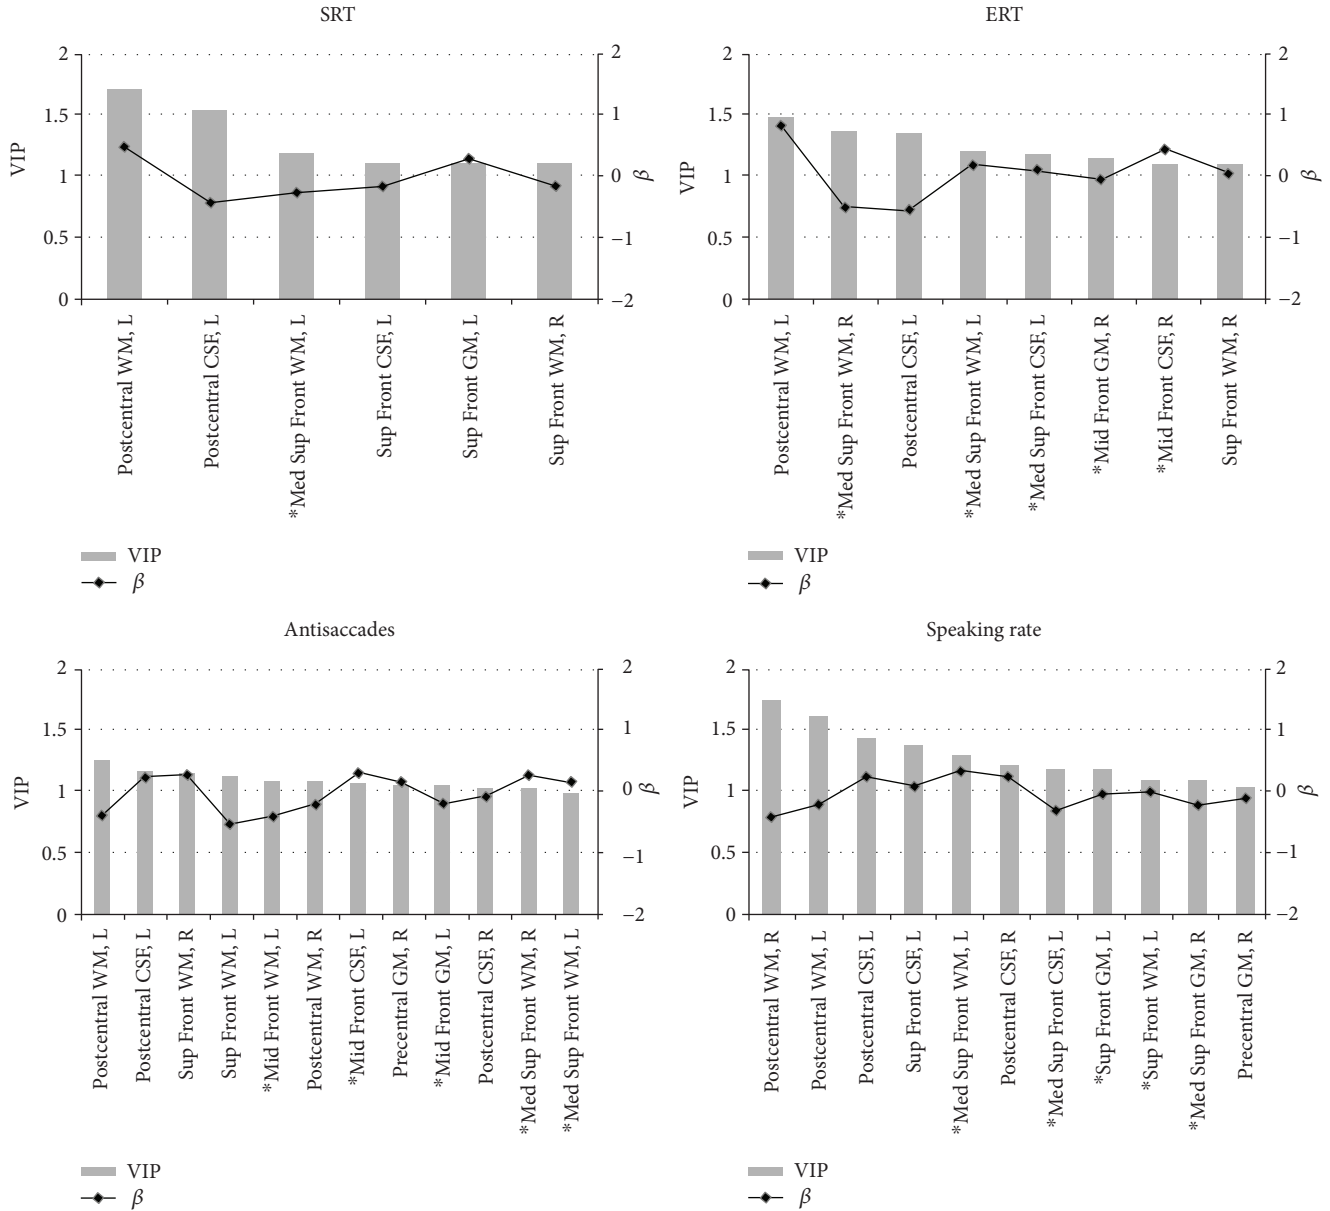 SRT
2
1.5
1
0.5
0
VIP
2
1
0
−1
−2
β
Postcentral WM, L
Postcentral CSF, L
*Med Sup Front WM, L
Sup Front CSF, L
Sup Front GM, L
Sup Front WM, R
VIP
β
ERT
2
1.5
1
0.5
0
VIP
2
1
0
−1
−2
β
Postcentral WM, L
*Med Sup Front WM, R
Postcentral CSF, L
*Med Sup Front WM, L
*Med Sup Front CSF, L
*Mid Front GM, R
*Mid Front CSF, R
Sup Front WM, R
VIP
β
Antisaccades
2
1.5
1
0.5
0
VIP
2
1
0
−1
−2
β
Postcentral WM, L
Postcentral CSF, L
Sup Front WM, R
Sup Front WM, L
*Mid Front WM, L
Postcentral WM, R
*Mid Front CSF, L
Precentral GM, R
*Mid Front GM, L
Postcentral CSF, R
*Med Sup Front WM, R
*Med Sup Front WM, L
VIP
β
Speaking rate
2
1.5
1
0.5
0
VIP
2
1
0
−1
−2
β
Postcentral WM, R
Postcentral WM, L
Postcentral CSF, L
Sup Front CSF, L
*Med Sup Front WM, L
Postcentral CSF, R
*Med Sup Front CSF, L
*Sup Front GM, L
*Sup Front WM, L
*Med Sup Front GM, R
Precentral GM, R
VIP
β